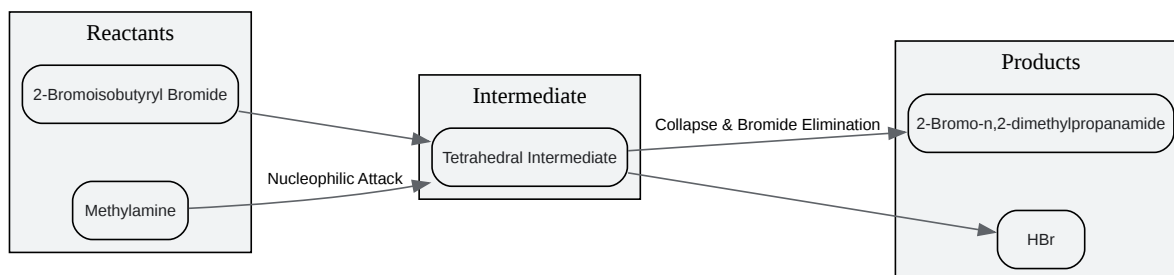 Reactants
2-Bromoisobutyryl Bromide
Methylamine
Nucleophilic Attack
Intermediate
Tetrahedral Intermediate
Collapse & Bromide Elimination
Products
2-Bromo-n,2-dimethylpropanamide
HBr